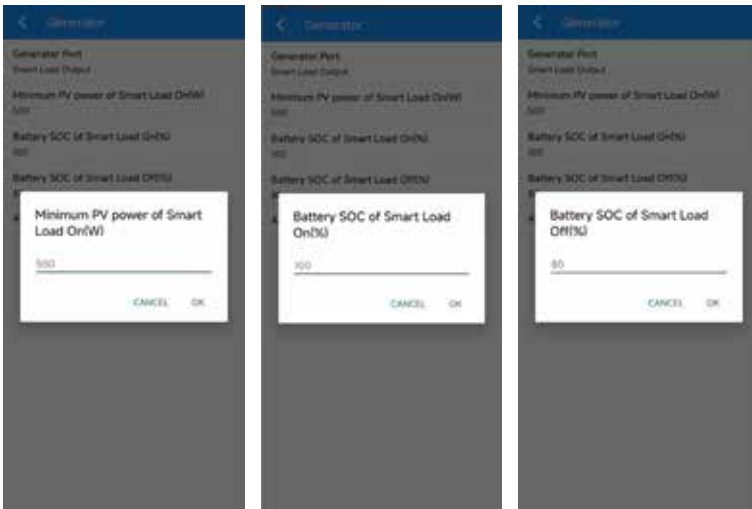 Generator
Generator Port
Smart Load Output
Minimum PV power of Smart Load On(W)
500
Battery SOC of Smart Load On(%)
100
Battery SOC of Smart Load Off(%)
Minimum PV power of Smart
Load On(W)
500
CANCEL OK
Generator
Generator Port
Smart Load Output
Minimum PV power of Smart Load On(W)
500
Battery SOC of Smart Load On(%)
100
Battery SOC of Smart Load Off(%)
Battery SOC of Smart Load
On(%)
100
CANCEL OK
Generator
Generator Port
Smart Load Output
Minimum PV power of Smart Load On(W)
500
Battery SOC of Smart Load On(%)
100
Battery SOC of Smart Load Off(%)
Battery SOC of Smart Load
Off(%)
80
CANCEL OK